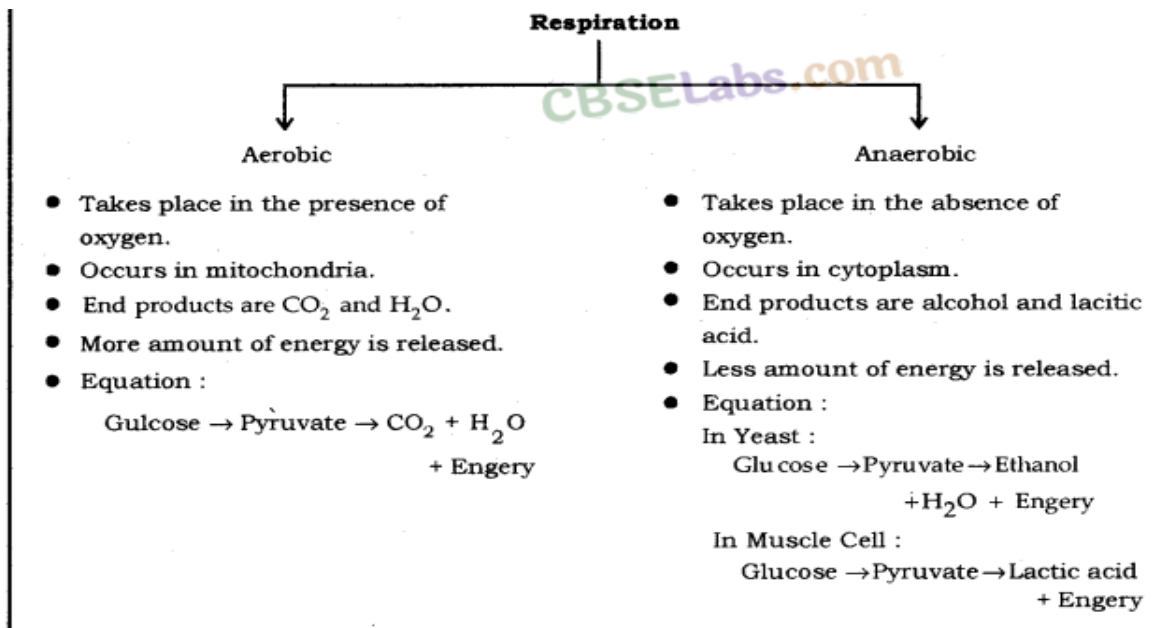 Respiration
CBSELabs.com
Aerobic
● Takes place in the presence of
oxygen.
● Occurs in mitochondria.
● End products are CO₂ and H₂O.
● More amount of energy is released.
● Equation :
Gulcose → Pyruvate → CO₂ + H₂O
+ Engery
Anaerobic
● Takes place in the absence of
oxygen.
● Occurs in cytoplasm.
● End products are alcohol and lacitic
acid.
● Less amount of energy is released.
● Equation :
In Yeast :
Glucose →Pyruvate→Ethanol
+H₂O + Engery
In Muscle Cell :
Glucose →Pyruvate→Lactic acid
+ Engery